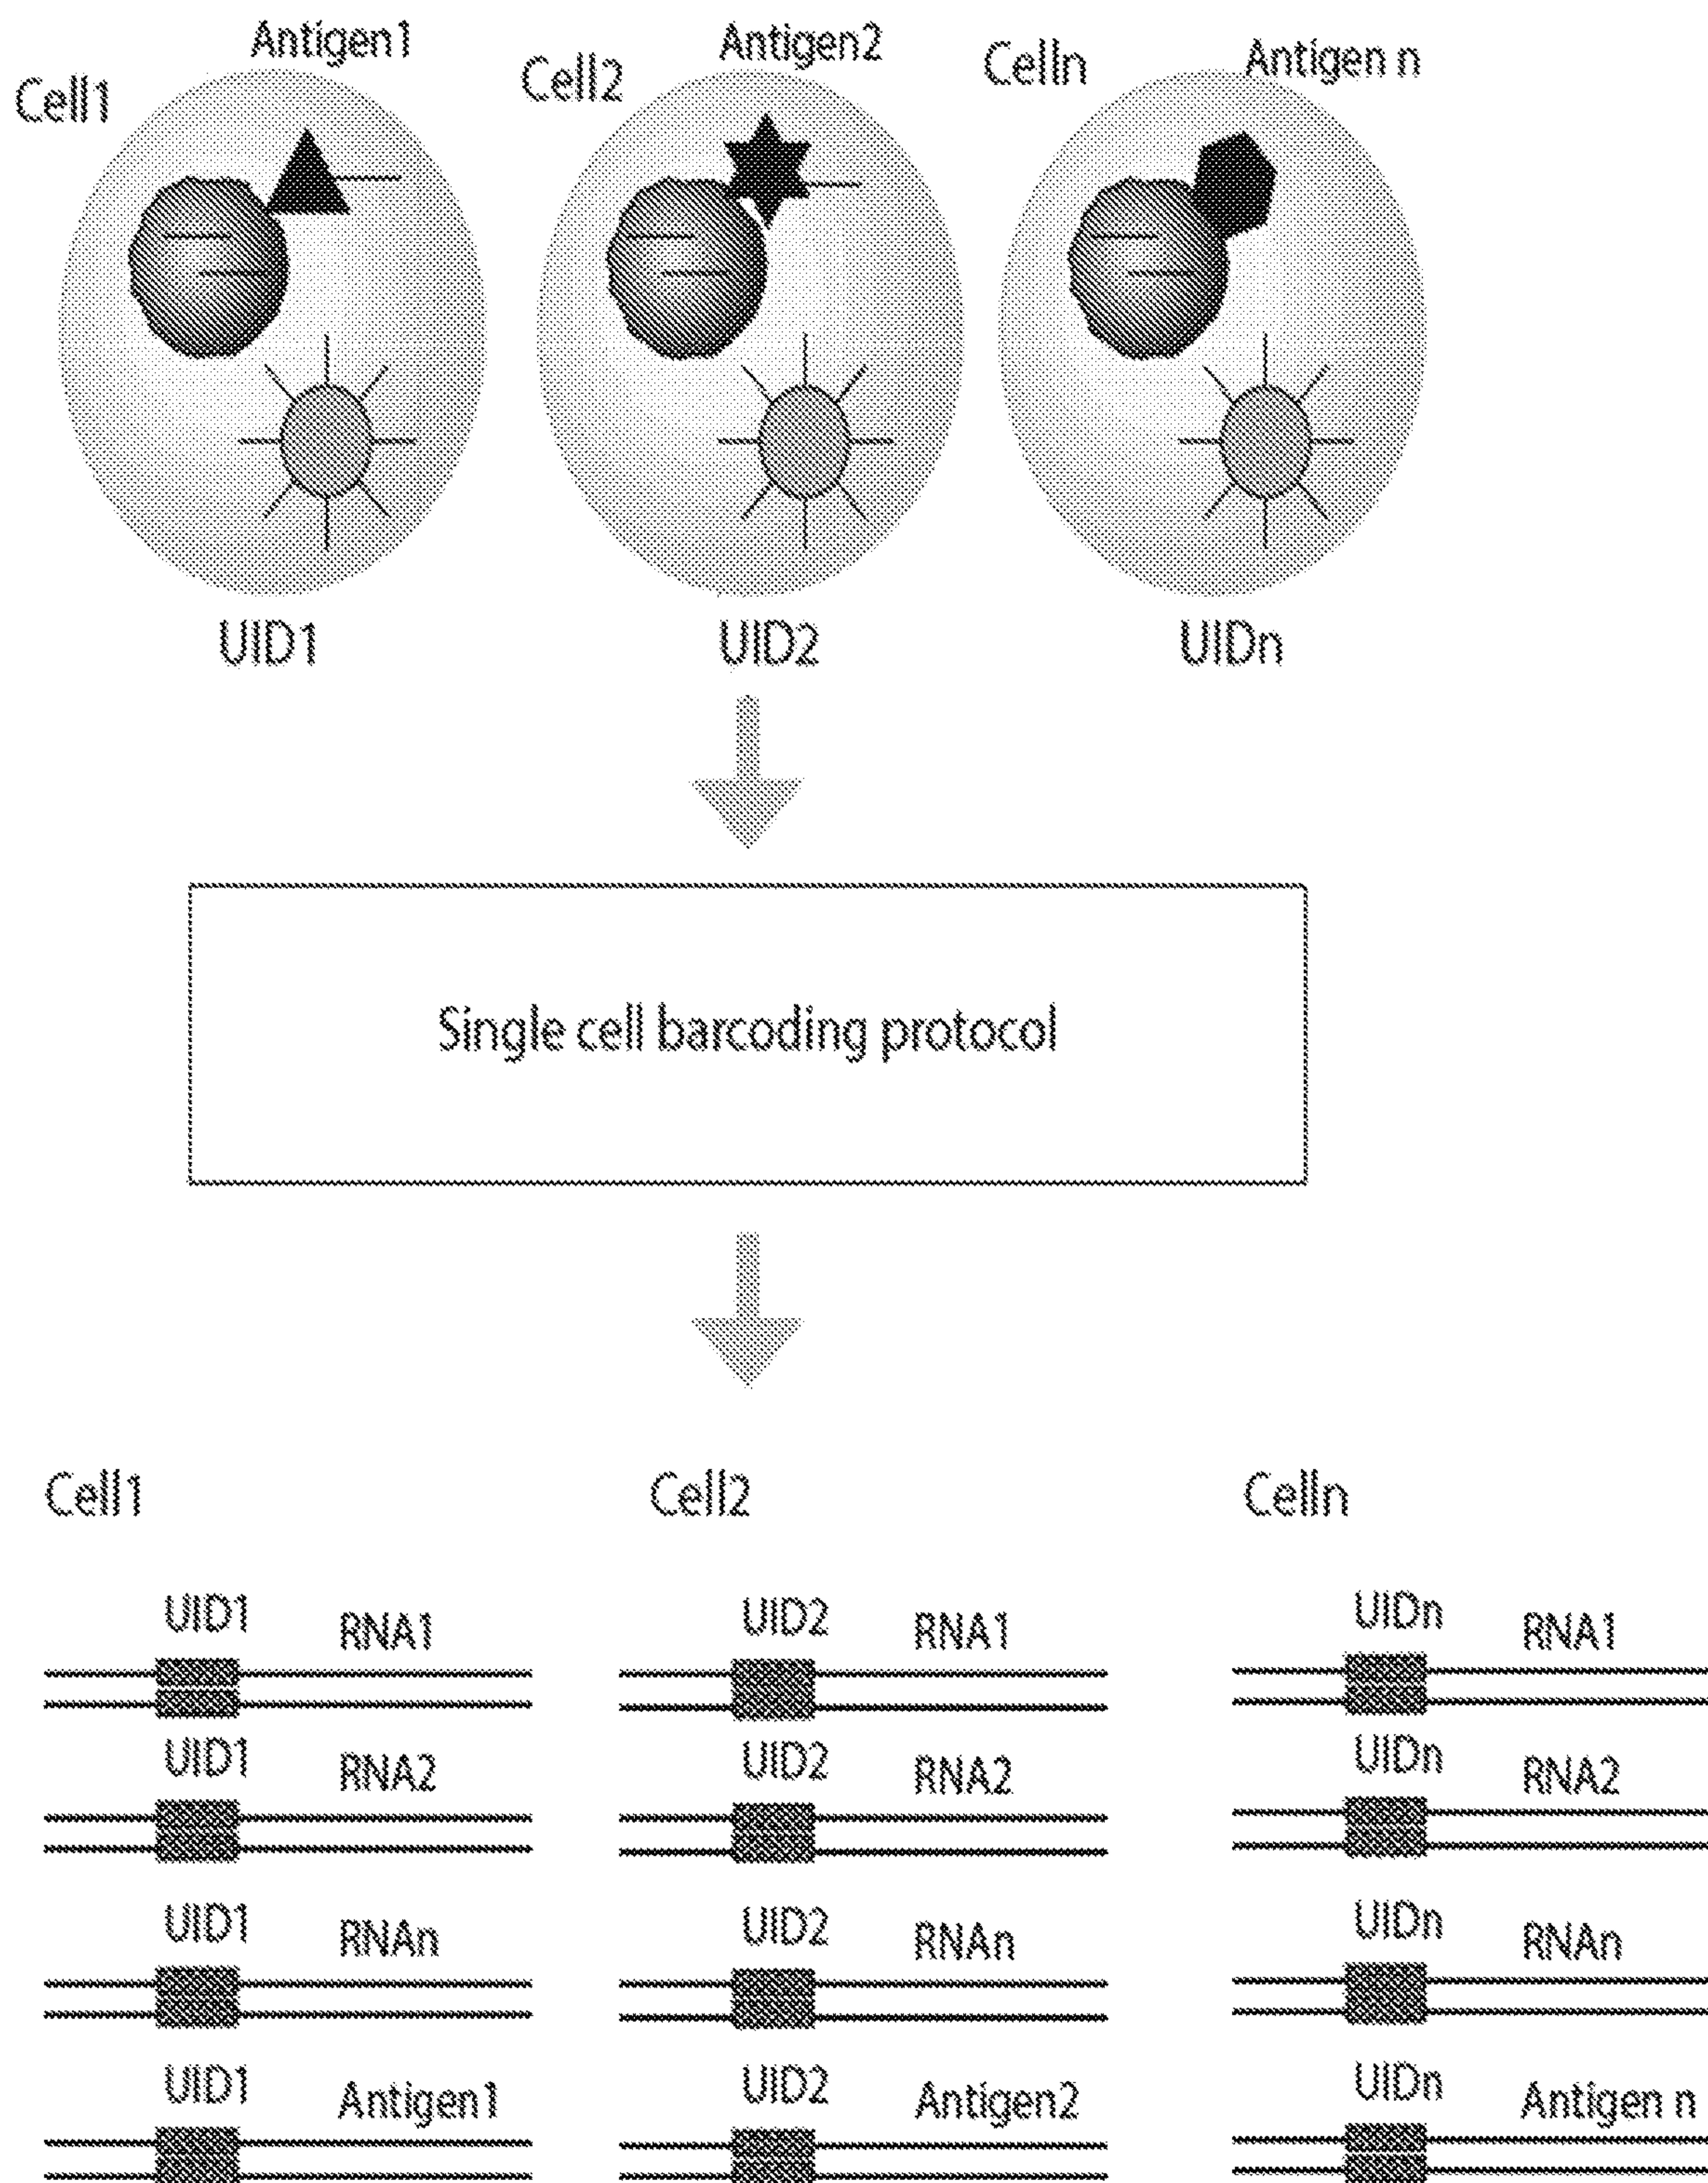 Antigen1 Antigen2 Antigen n
Cell1 Cell2 Celln
UID1 UID2 UIDn
Single cell barcoding protocol
Cell1 Cell2 Celln
UID1 RNA1 UID2 RNA1 UIDn RNA1
UID1 RNA2 UID2 RNA2 UIDn RNA2
UID1 RNAn UID2 RNAn UIDn RNAn
UID1 Antigen1 UID2 Antigen2 UIDn Antigen n